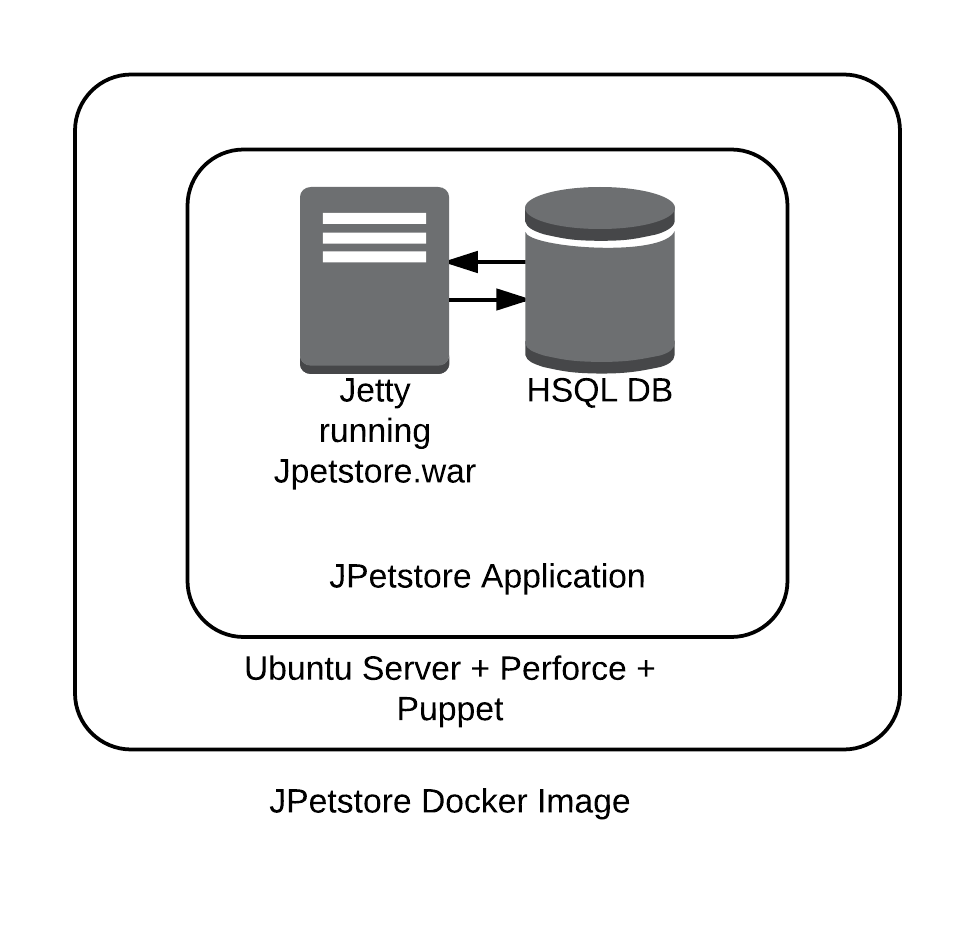 Jetty
running
Jpetstore.war
HSQL DB
JPetstore Application
Ubuntu Server + Perforce +
Puppet
JPetstore Docker Image